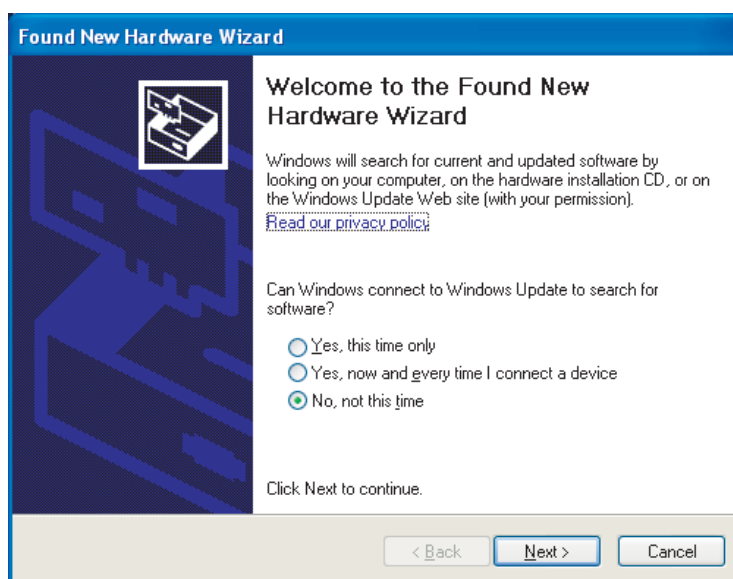 Found New Hardware Wizard
Welcome to the Found New
Hardware Wizard
Windows will search for current and updated software by
looking on your computer, on the hardware installation CD, or on
the Windows Update Web site (with your permission).
Read our privacy policy
Can Windows connect to Windows Update to search for
software?
Yes, this time only
Yes, now and every time I connect a device
No, not this time
Click Next to continue.
< Back Next > Cancel